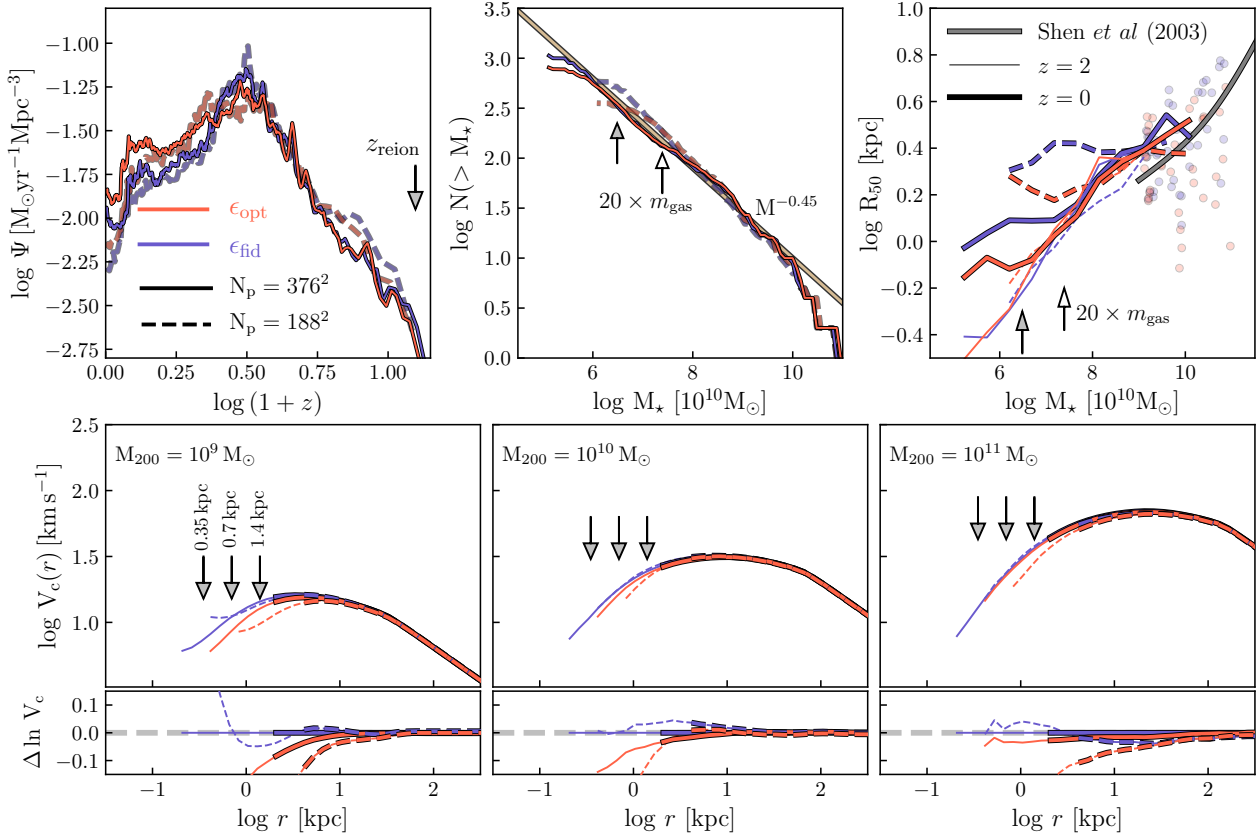 log Ψ [M⊙yr⁻¹Mpc⁻³]
−1.00
−1.25
−1.50
−1.75
−2.00
−2.25
−2.50
−2.75
z_reion
ϵ_opt
ϵ_fid
N_p = 376²
N_p = 188²
0.00 0.25 0.50 0.75 1.00
log (1 + z)
log N(> M⋆)
3.5
3.0
2.5
2.0
1.5
1.0
0.5
0.0
20 × m_gas
M^−0.45
6 8 10
log M⋆ [10¹⁰M⊙]
log R₅₀ [kpc]
1.0
0.8
0.6
0.4
0.2
0.0
−0.2
−0.4
Shen et al (2003)
z = 2
z = 0
20 × m_gas
6 8 10
log M⋆ [10¹⁰M⊙]
log V_c(r) [km s⁻¹]
2.5
2.0
1.5
1.0
M₂₀₀ = 10⁹ M⊙
0.35 kpc
0.7 kpc
1.4 kpc
M₂₀₀ = 10¹⁰ M⊙
M₂₀₀ = 10¹¹ M⊙
Δ ln V_c
0.1
0.0
−0.1
−1 0 1 2
log r [kpc]
−1 0 1 2
log r [kpc]
−1 0 1 2
log r [kpc]